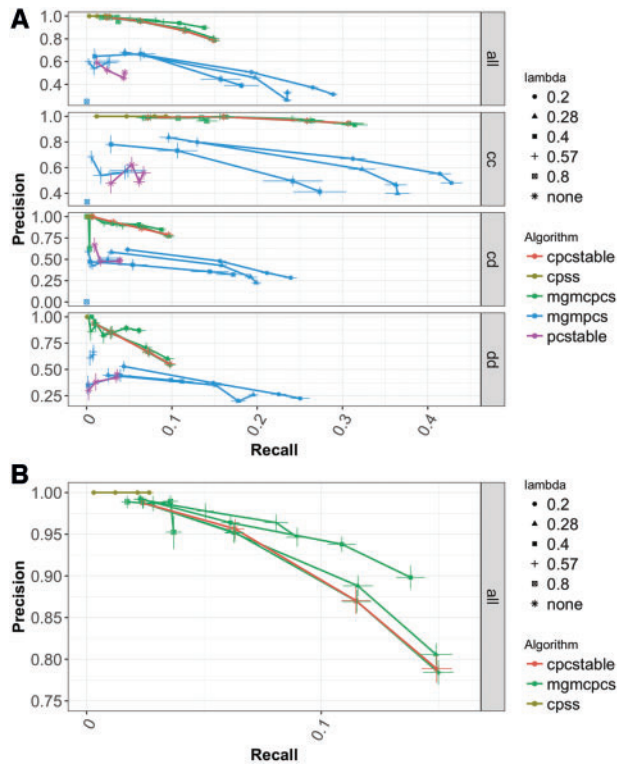 A
1.0
0.8
0.6
0.4
all
1.0
0.8
0.6
0.4
cc
1.00
0.75
0.50
0.25
0.00
cd
1.00
0.75
0.50
0.25
dd
Precision
0
0.1
0.2
0.3
0.4
Recall
lambda
0.2
0.28
0.4
0.57
0.8
none
Algorithm
cpcstable
cpss
mgmcpcs
mgmpcs
pcstable
B
1.00
0.95
0.90
0.85
0.80
0.75
all
Precision
0
0.1
Recall
lambda
0.2
0.28
0.4
0.57
0.8
none
Algorithm
cpcstable
mgmcpcs
cpss